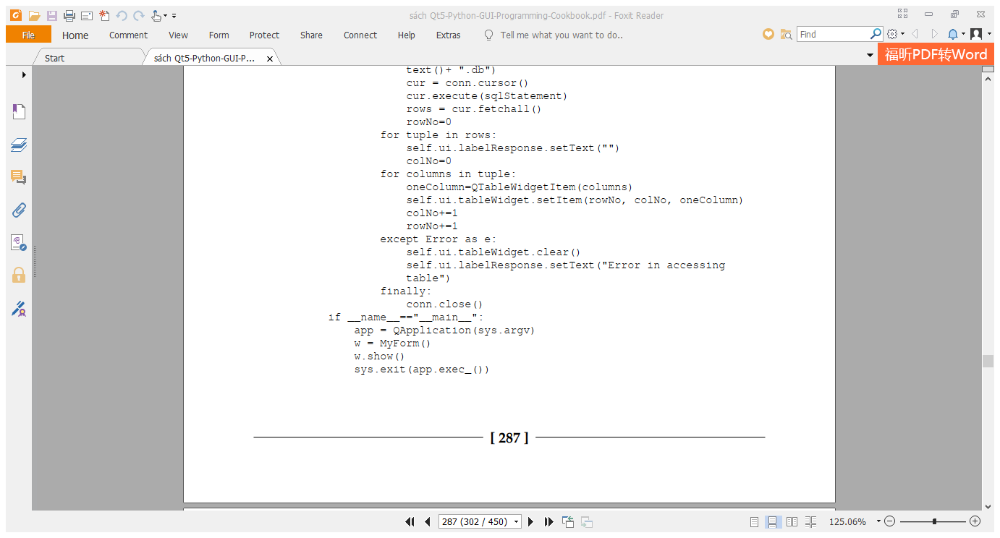 sách Qt5-Python-GUI-Programming-Cookbook.pdf - Foxit Reader
File Home Comment View Form Protect Share Connect Help Extras Tell me what you want to do.. Find
Start sách Qt5-Python-GUI-P... 福昕PDF转Word
text()+ ".db")
cur = conn.cursor()
cur.execute(sqlStatement)
rows = cur.fetchall()
rowNo=0
for tuple in rows:
self.ui.labelResponse.setText("")
colNo=0
for columns in tuple:
oneColumn=QTableWidgetItem(columns)
self.ui.tableWidget.setItem(rowNo, colNo, oneColumn)
colNo+=1
rowNo+=1
except Error as e:
self.ui.tableWidget.clear()
self.ui.labelResponse.setText("Error in accessing
table")
finally:
conn.close()
if __name__=="__main__":
app = QApplication(sys.argv)
w = MyForm()
w.show()
sys.exit(app.exec_())
[ 287 ]
287 (302 / 450) 125.06%